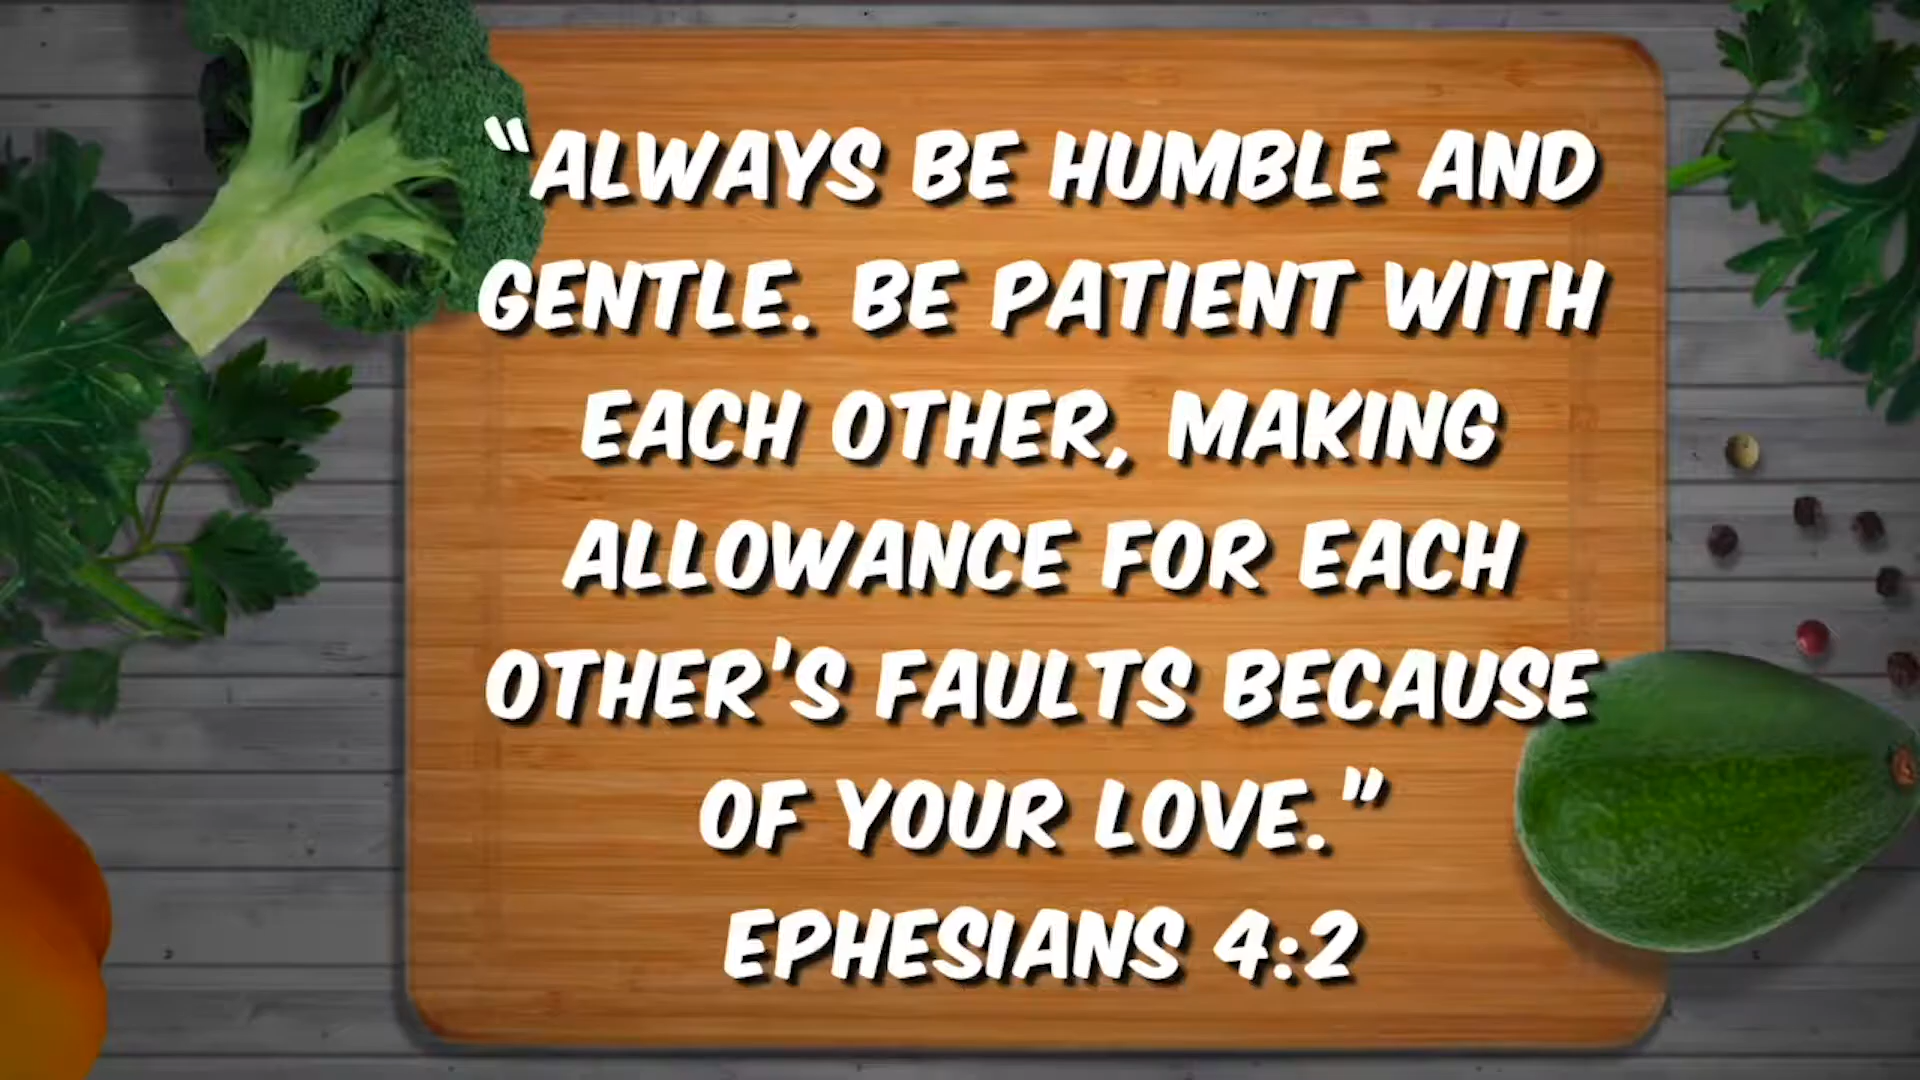 “ALWAYS BE HUMBLE AND
GENTLE. BE PATIENT WITH
EACH OTHER, MAKING
ALLOWANCE FOR EACH
OTHER'S FAULTS BECAUSE
OF YOUR LOVE.”
EPHESIANS 4:2